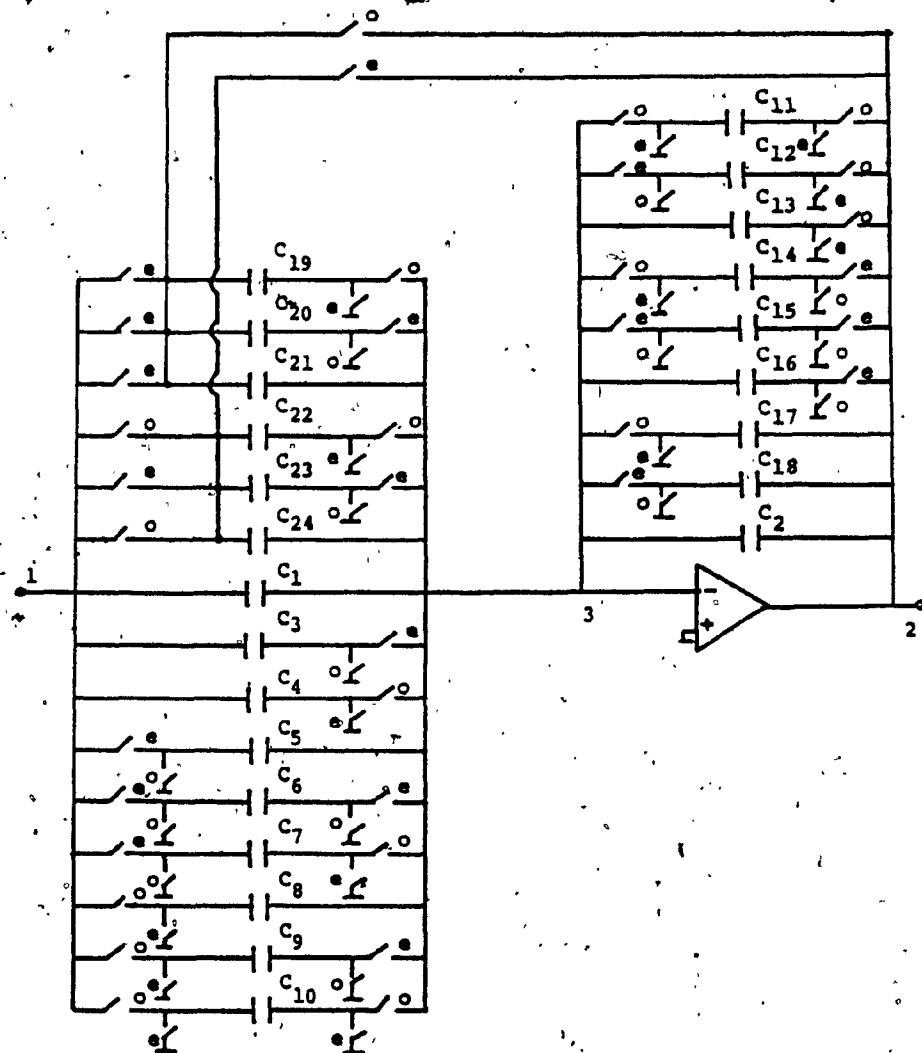 o
e
o C11 o
e C12 e
e o
o C13 e
o
C14 e
o e
e C15 o
e e
o C16 o
e
C17 o
o
e C18
e
o C2
e C19 o
20 e
e e
C21 o
e
C22
o o
C23 e
e e
C24 o
o
1 C1
3 - + 2
C3 e
o
C4 o
e
C5
e
o C6
e e
o C7 o
e o
o C8 e
o
e C9
o e
e C10 o
o o
e e